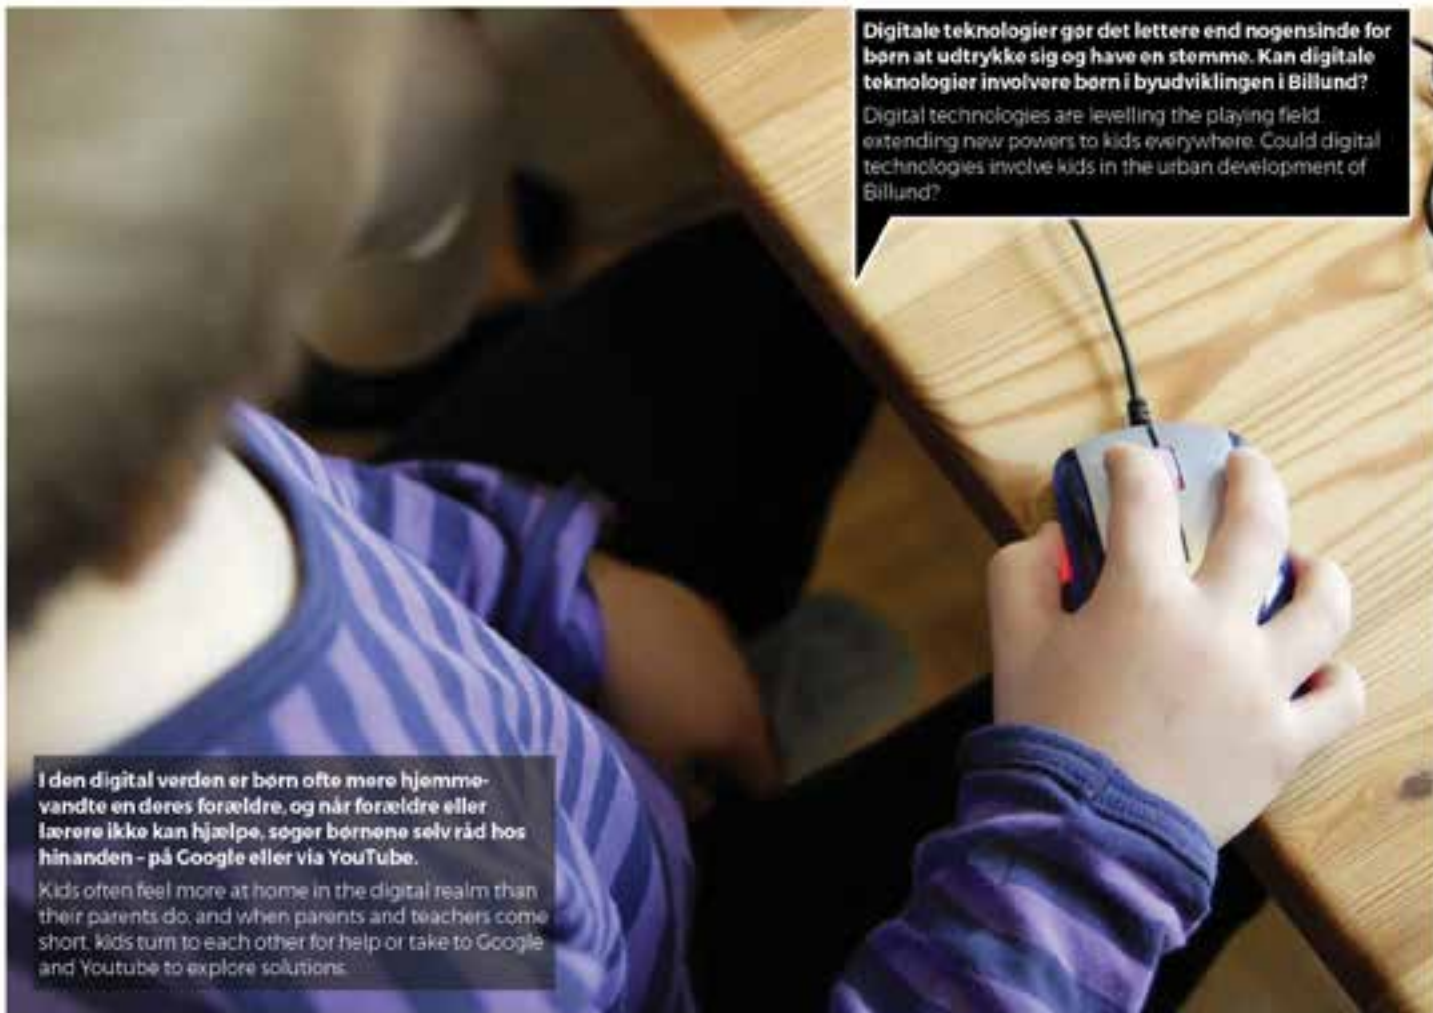 Digitale teknologier gør det lettere end nogensinde for
børn at udtrykke sig og have en stemme. Kan digitale
teknologier involvere børn i byudviklingen i Billund?
Digital technologies are levelling the playing field
extending new powers to kids everywhere. Could digital
technologies involve kids in the urban development of
Billund?
I den digital verden er børn ofte mere hjemme-
vandte en deres forældre, og når forældre eller
lærere ikke kan hjælpe, søger børnene selv råd hos
hinanden - på Google eller via YouTube.
Kids often feel more at home in the digital realm than
their parents do, and when parents and teachers come
short, kids turn to each other for help or take to Google
and Youtube to explore solutions.